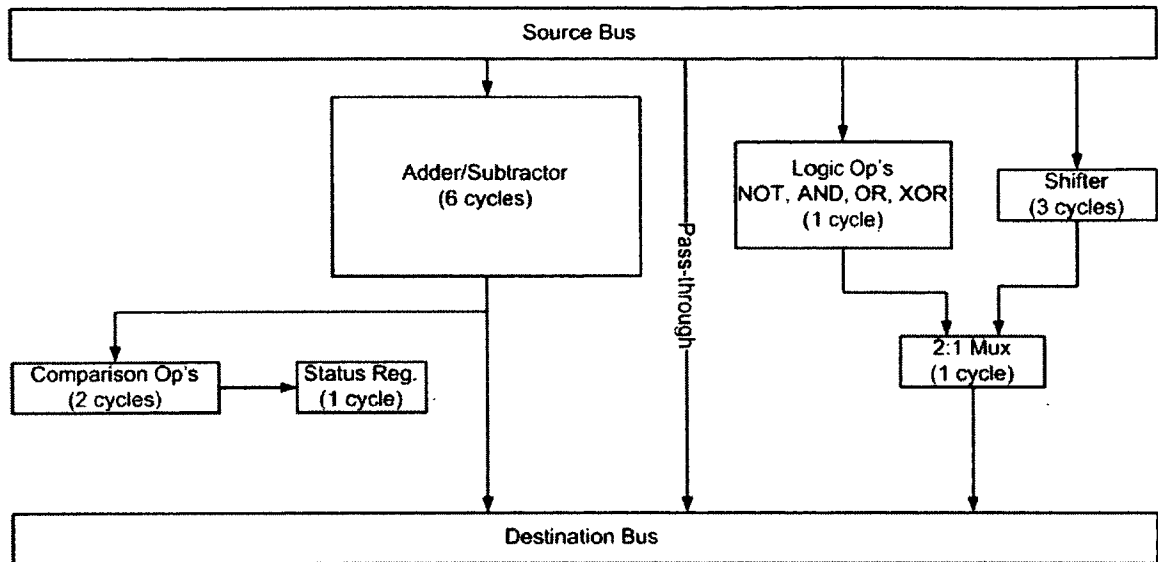 Source Bus
Adder/Subtractor
(6 cycles)
Pass-through
Logic Op's
NOT, AND, OR, XOR
(1 cycle)
Shifter
(3 cycles)
Comparison Op's
(2 cycles)
Status Reg.
(1 cycle)
2:1 Mux
(1 cycle)
Destination Bus